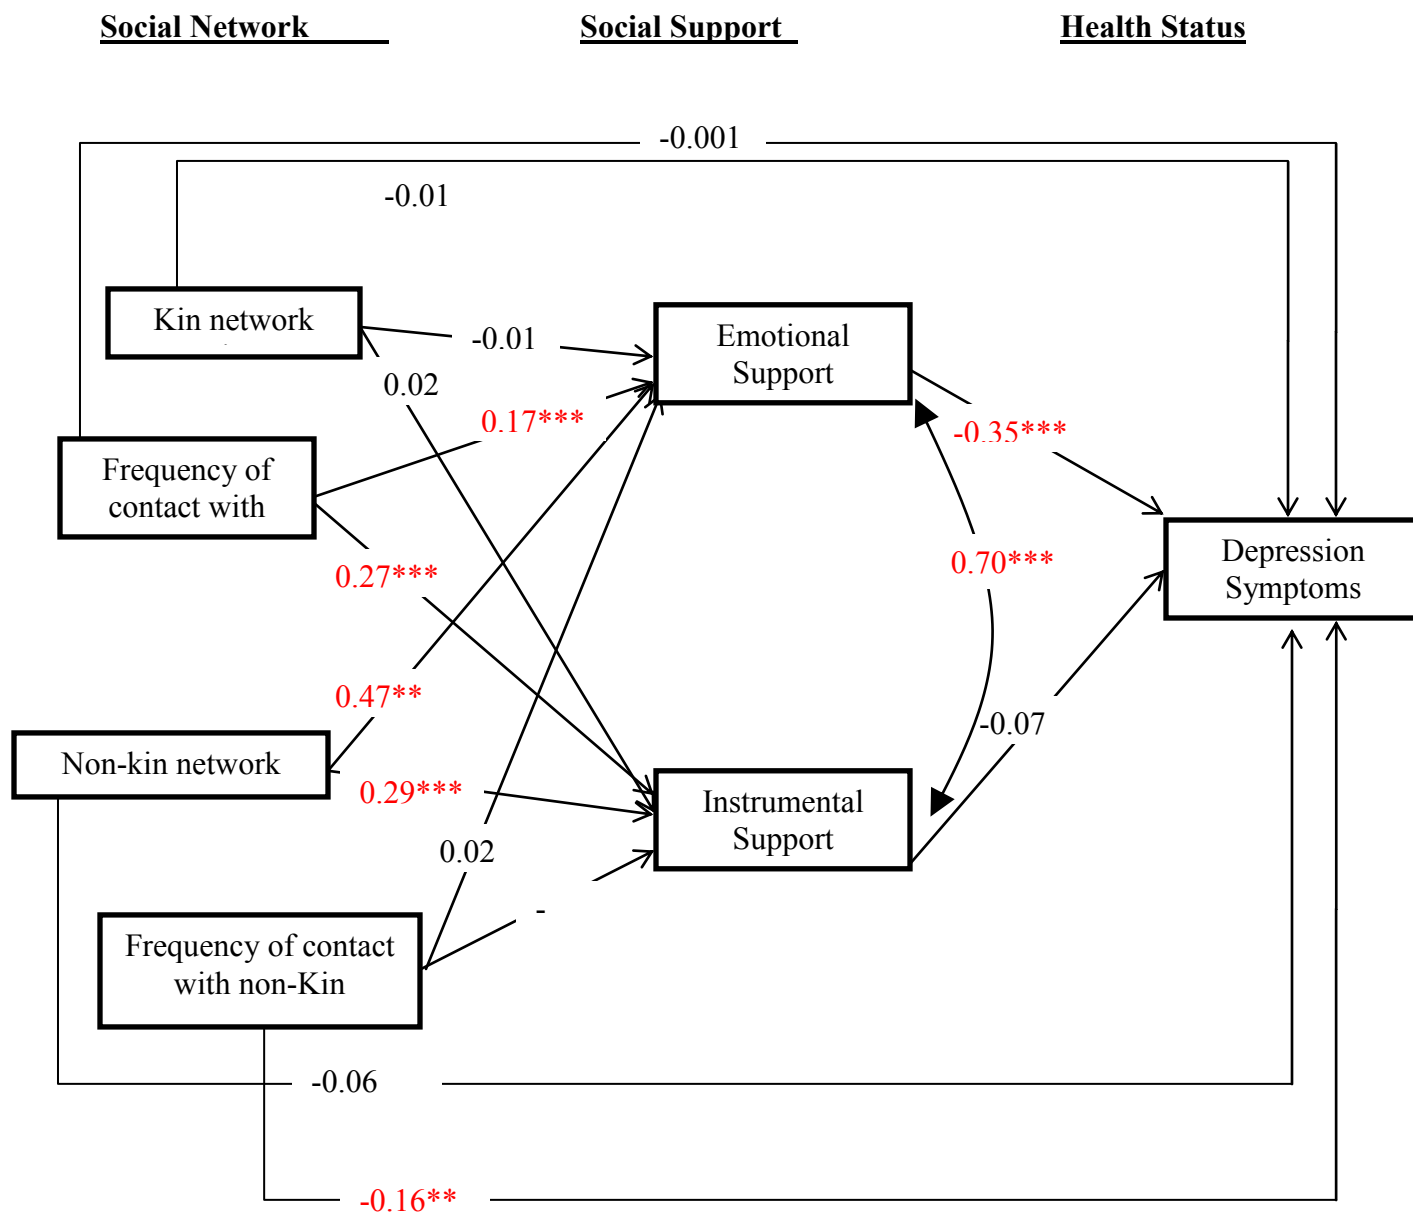 Social Network
Social Support
Health Status
-0.001
-0.01
Kin network
-0.01
Emotional
Support
0.02
0.17***
-0.35***
Frequency of
contact with
0.27***
0.70***
Depression
Symptoms
0.47**
-0.07
Non-kin network
0.29***
Instrumental
Support
0.02
-
Frequency of contact
with non-Kin
-0.06
-0.16**